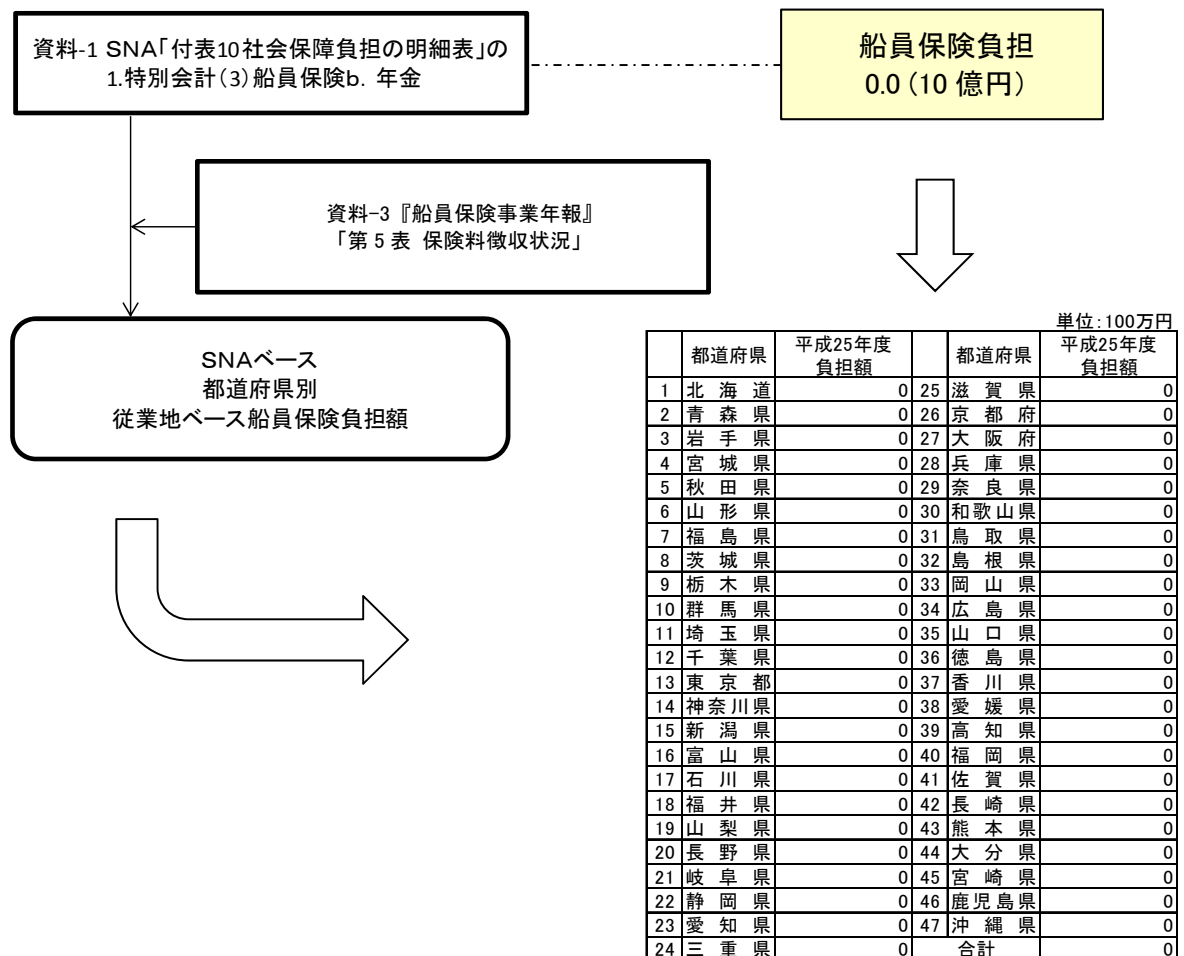 資料-1 SNA「付表10社会保障負担の明細表」の
1.特別会計(3)船員保険b. 年金
船員保険負担
0.0(10 億円)
資料-3『船員保険事業年報』
「第 5 表 保険料徴収状況」
SNAベース
都道府県別
従業地ベース船員保険負担額
単位:100万円
都道府県 平成25年度 負担額 都道府県 平成25年度 負担額
1 北海道 0 25 滋賀県 0
2 青森県 0 26 京都府 0
3 岩手県 0 27 大阪府 0
4 宮城県 0 28 兵庫県 0
5 秋田県 0 29 奈良県 0
6 山形県 0 30 和歌山県 0
7 福島県 0 31 鳥取県 0
8 茨城県 0 32 島根県 0
9 栃木県 0 33 岡山県 0
10 群馬県 0 34 広島県 0
11 埼玉県 0 35 山口県 0
12 千葉県 0 36 徳島県 0
13 東京都 0 37 香川県 0
14 神奈川県 0 38 愛媛県 0
15 新潟県 0 39 高知県 0
16 富山県 0 40 福岡県 0
17 石川県 0 41 佐賀県 0
18 福井県 0 42 長崎県 0
19 山梨県 0 43 熊本県 0
20 長野県 0 44 大分県 0
21 岐阜県 0 45 宮崎県 0
22 静岡県 0 46 鹿児島県 0
23 愛知県 0 47 沖縄県 0
24 三重県 0 合計 0